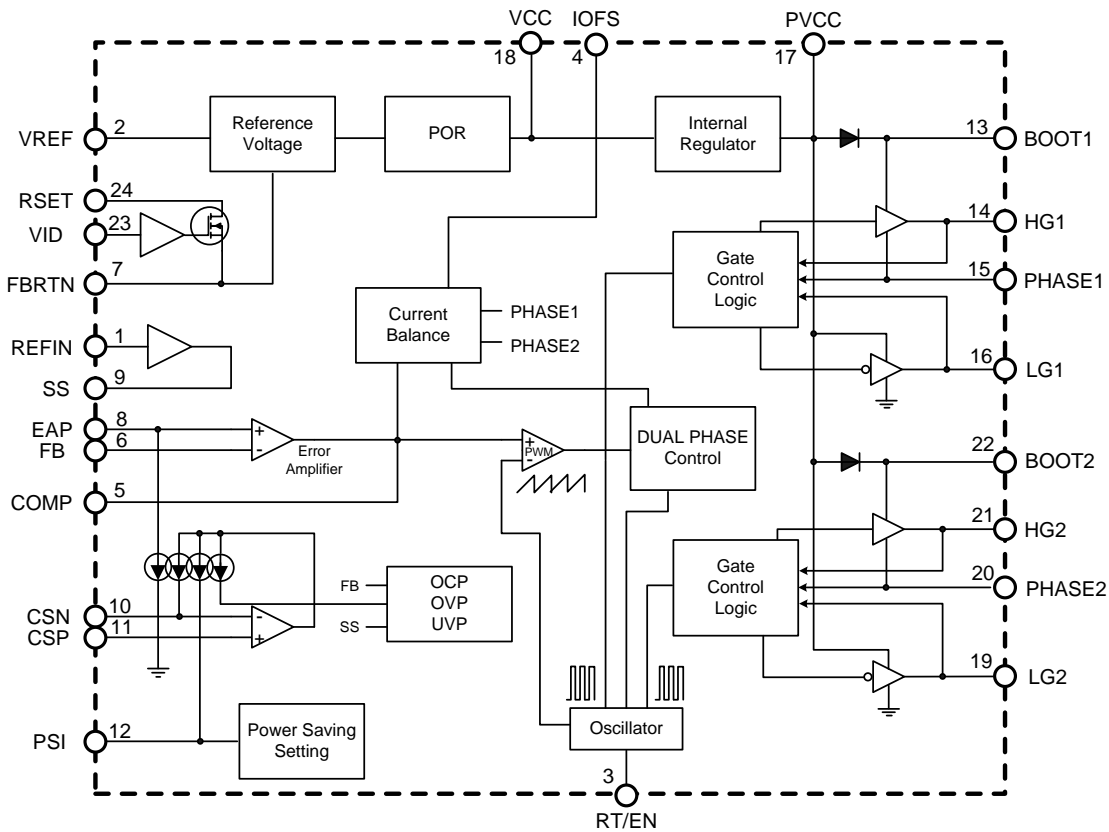 VCC IOFS PVCC
18 4 17
VREF 2 Reference Voltage POR Internal Regulator 13 BOOT1
RSET 24
VID 23
FBRTN 7
14 HG1
Gate Control Logic
15 PHASE1
REFIN 1
SS 9
Current Balance
PHASE1
PHASE2
16 LG1
EAP 8
FB 6
+
-
Error Amplifier
+
PWM
-
DUAL PHASE Control
COMP 5
22 BOOT2
21 HG2
Gate Control Logic
20 PHASE2
CSN 10
CSP 11
-
+
FB
SS
OCP
OVP
UVP
19 LG2
PSI 12
Power Saving Setting
Oscillator
3
RT/EN